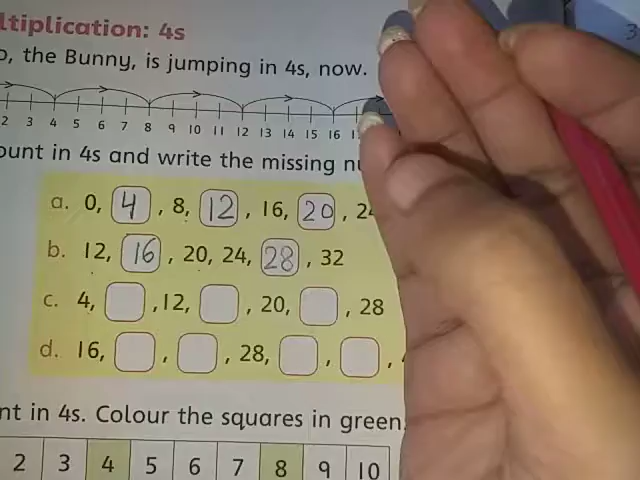 ltiplication: 4s
o, the Bunny, is jumping in 4s, now.
2 3 4 5 6 7 8 9 10 11 12 13 14 15 16
ount in 4s and write the missing
a. 0, 4, 8, 12, 16, 20, 24
b. 12, 16, 20, 24, 28, 32
c. 4, , 12, , 20, , 28
d. 16, , , 28, , ,
nt in 4s. Colour the squares in green.
2 3 4 5 6 7 8 9 10
3